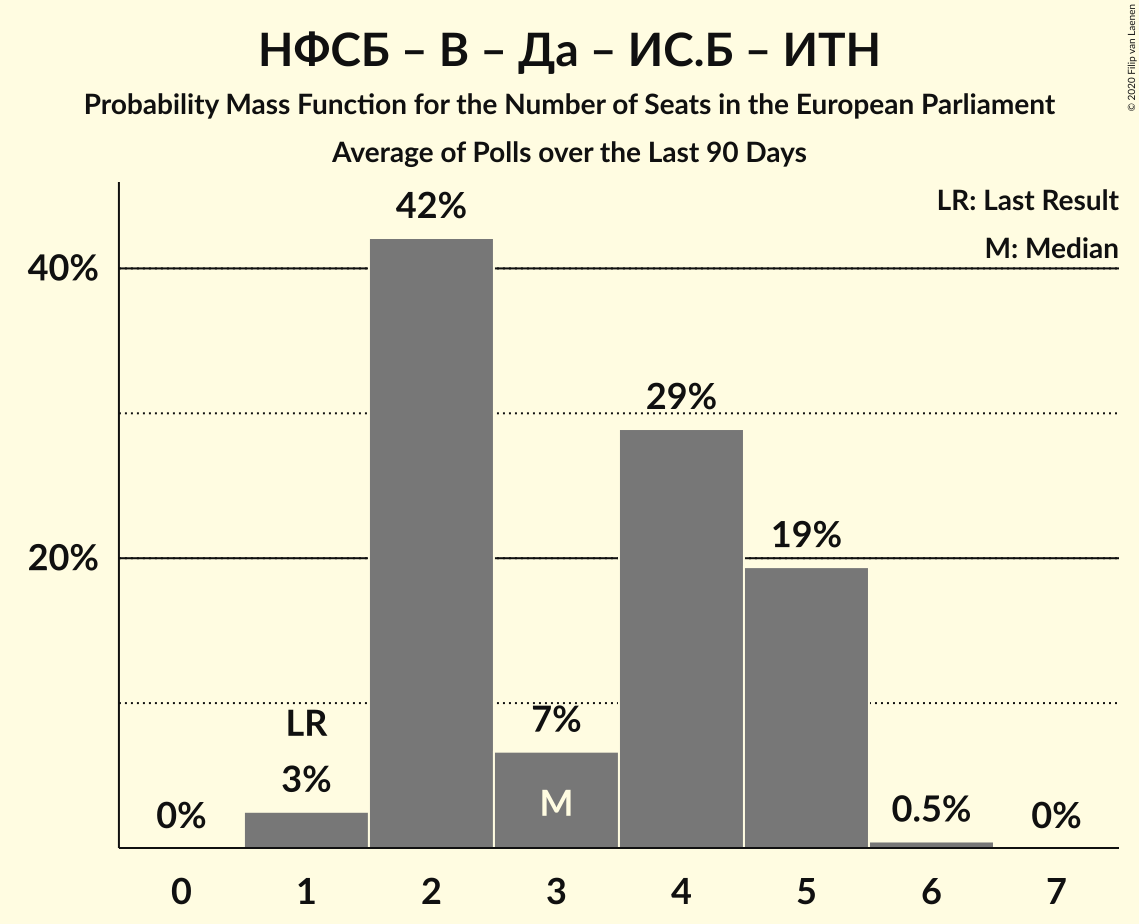 НФСБ – В – Да – ИС.Б – ИТН
Probability Mass Function for the Number of Seats in the European Parliament
Average of Polls over the Last 90 Days
© 2020 Filip van Laenen
LR: Last Result
M: Median
40%
20%
0%
LR
3%
42%
7%
M
29%
19%
0.5%
0%
0 1 2 3 4 5 6 7